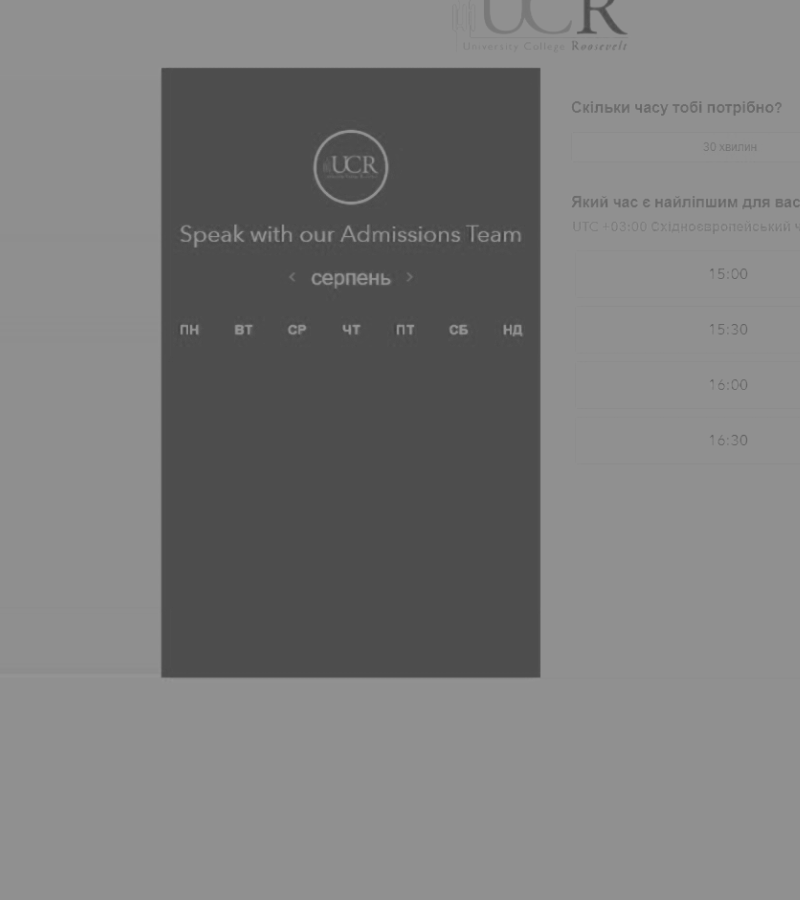 UCR
University College Roosevelt
UCR
Speak with our Admissions Team
< серпень >
ПН ВТ СР ЧТ ПТ СБ НД
Скільки часу тобі потрібно?
30 хвилин
Який час є найліпшим для вас
UTC +03:00 Східноєвропейський ч
15:00
15:30
16:00
16:30